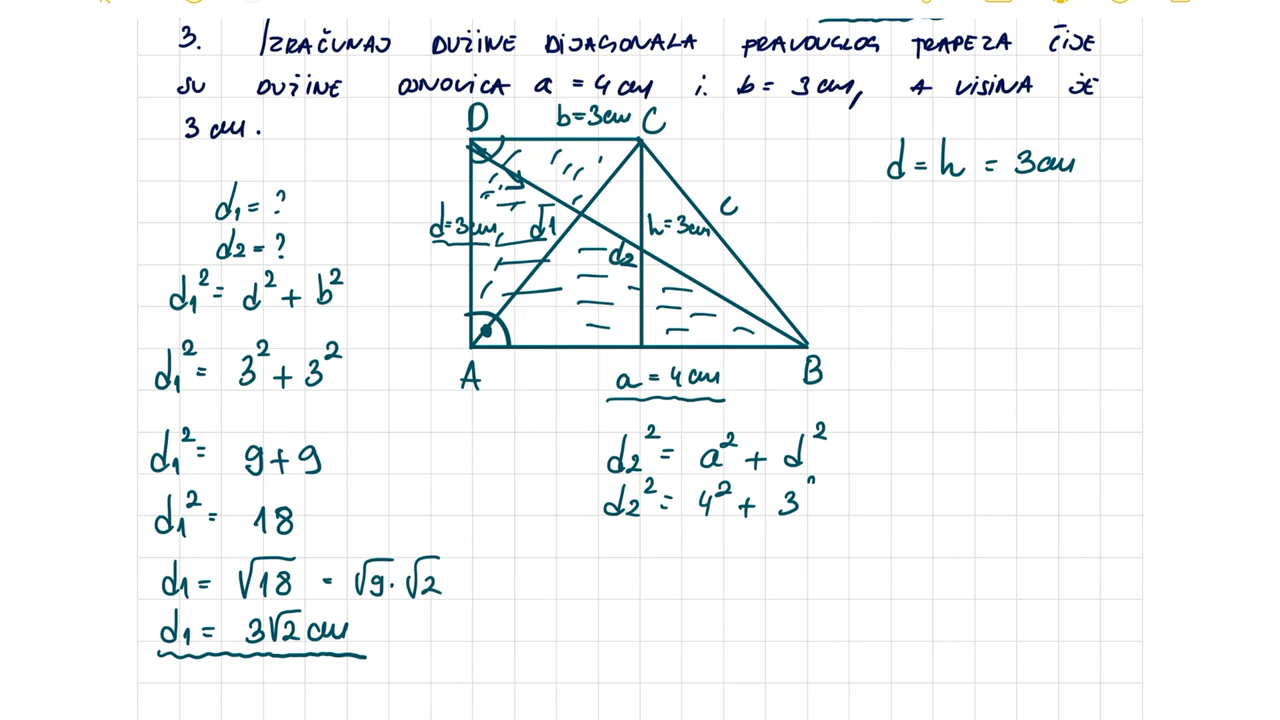 3. IZRAČUNAJ DUŽINE DIJAGONALA PRAVOUGLOG TRAPEZA ČIJE
SU DUŽINE OSNOVICA a = 4 cm i b = 3 cm, A VISINA JE
3 cm.
D
b=3cm
C
d = h = 3cm
d1 = ?
d2 = ?
d=3cm
d1
d2
h=3cm
c
d1² = d² + b²
d1² = 3² + 3²
A
a = 4cm
B
d1² = 9+9
d2² = a² + d²
d1² = 18
d2² = 4² + 3
d1 = √18 = √9 · √2
d1 = 3√2 cm